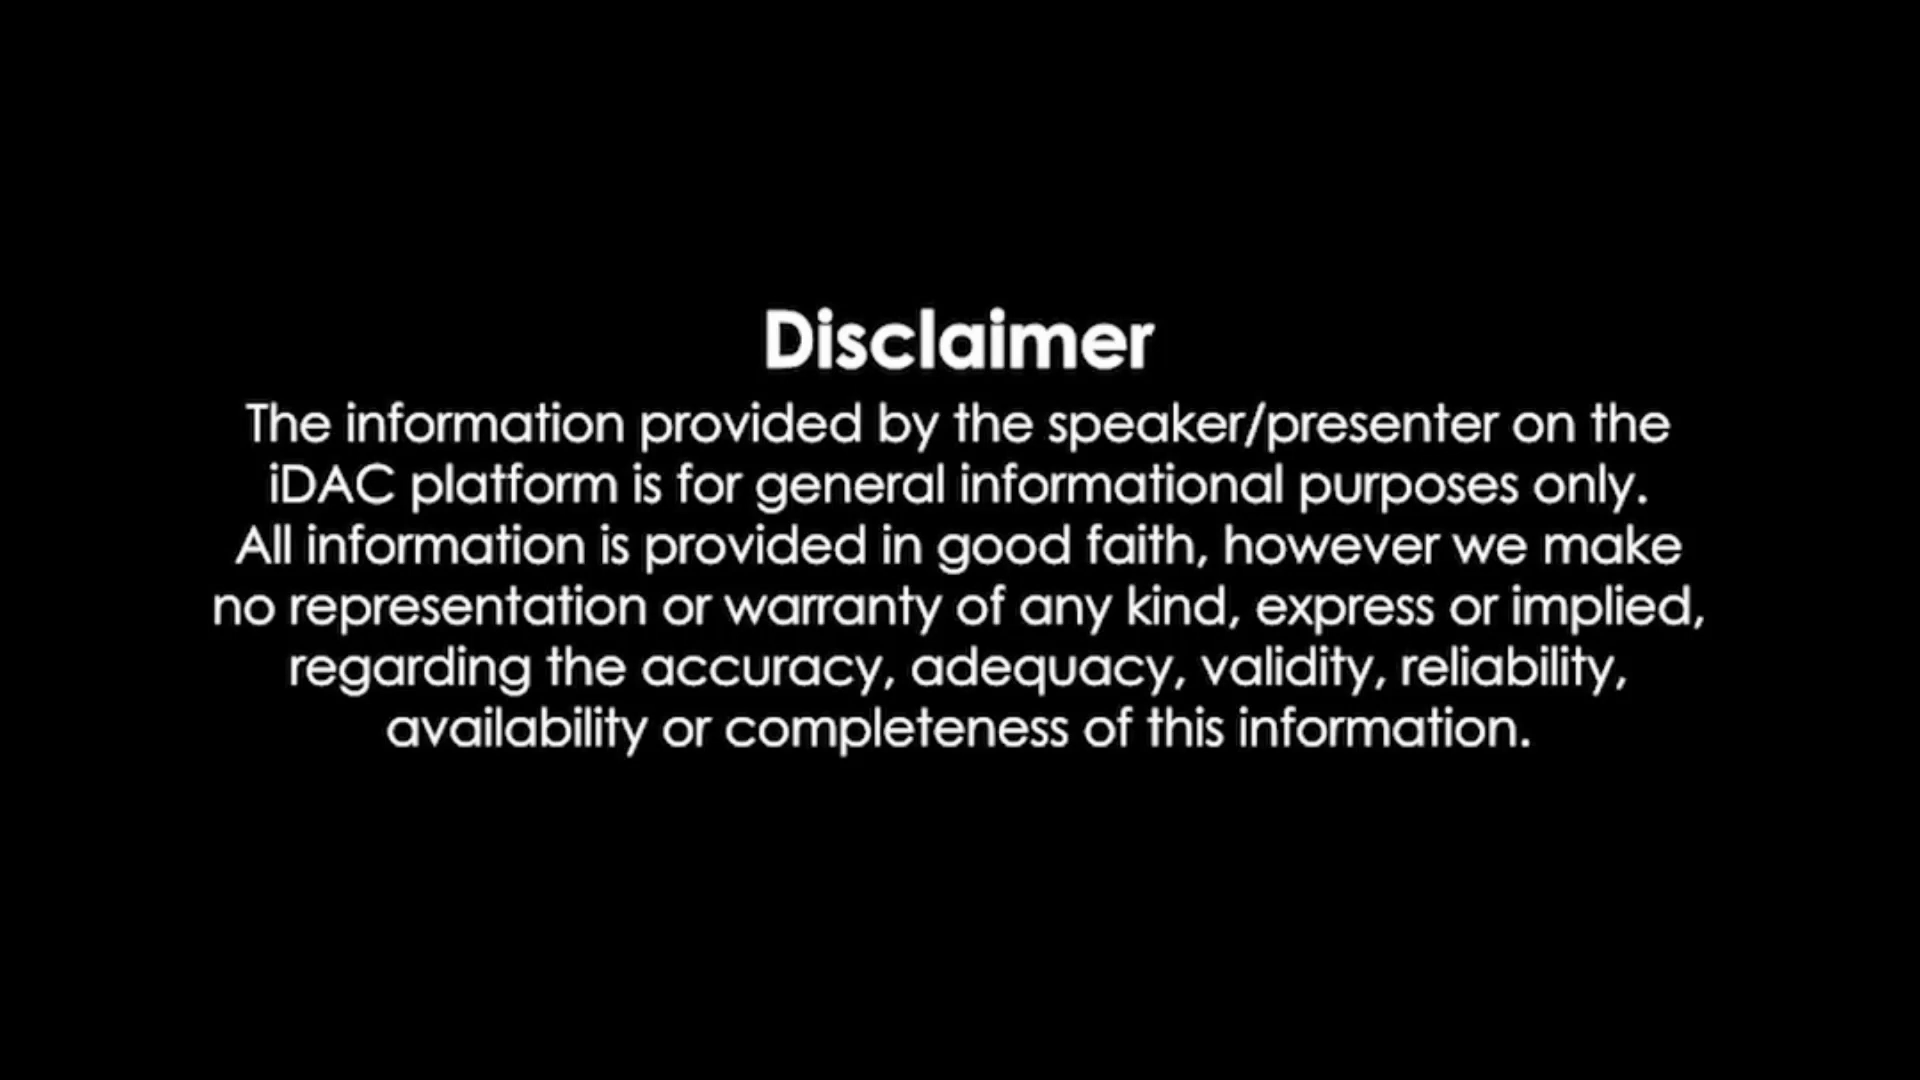 Disclaimer
The information provided by the speaker/presenter on the
iDAC platform is for general informational purposes only.
All information is provided in good faith, however we make
no representation or warranty of any kind, express or implied,
regarding the accuracy, adequacy, validity, reliability,
availability or completeness of this information.